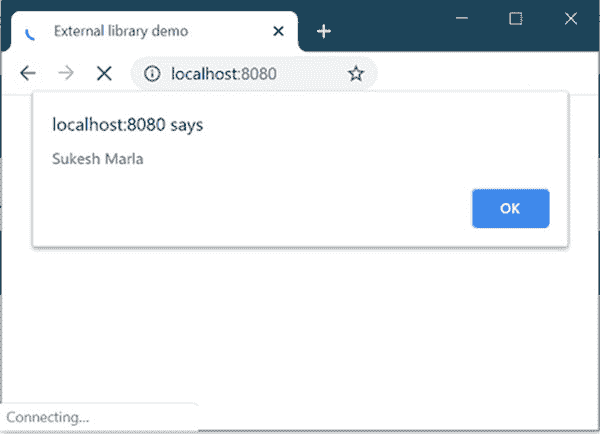 External library demo
localhost:8080
localhost:8080 says
Sukesh Marla
OK
Connecting...